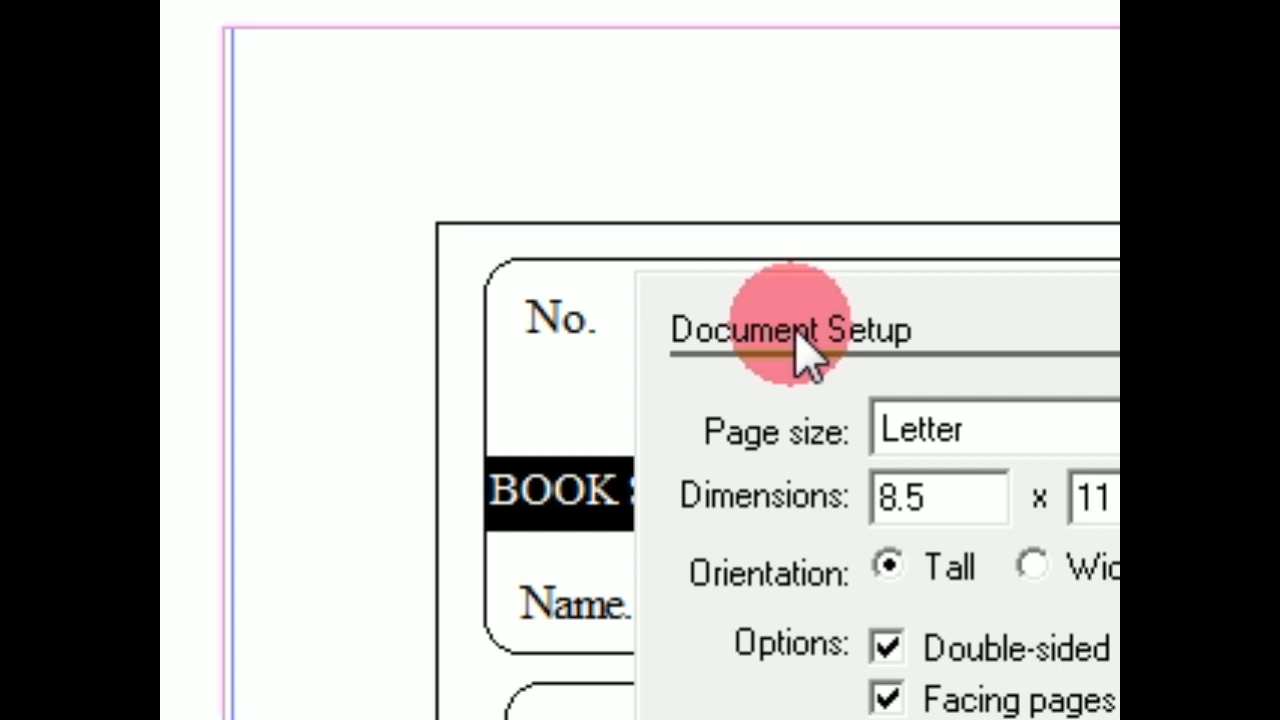 No.
Document Setup
Page size: Letter
BOOK
Dimensions: 8.5 x 11
Orientation: Tall
Name.
Options: Double-sided
Facing pages